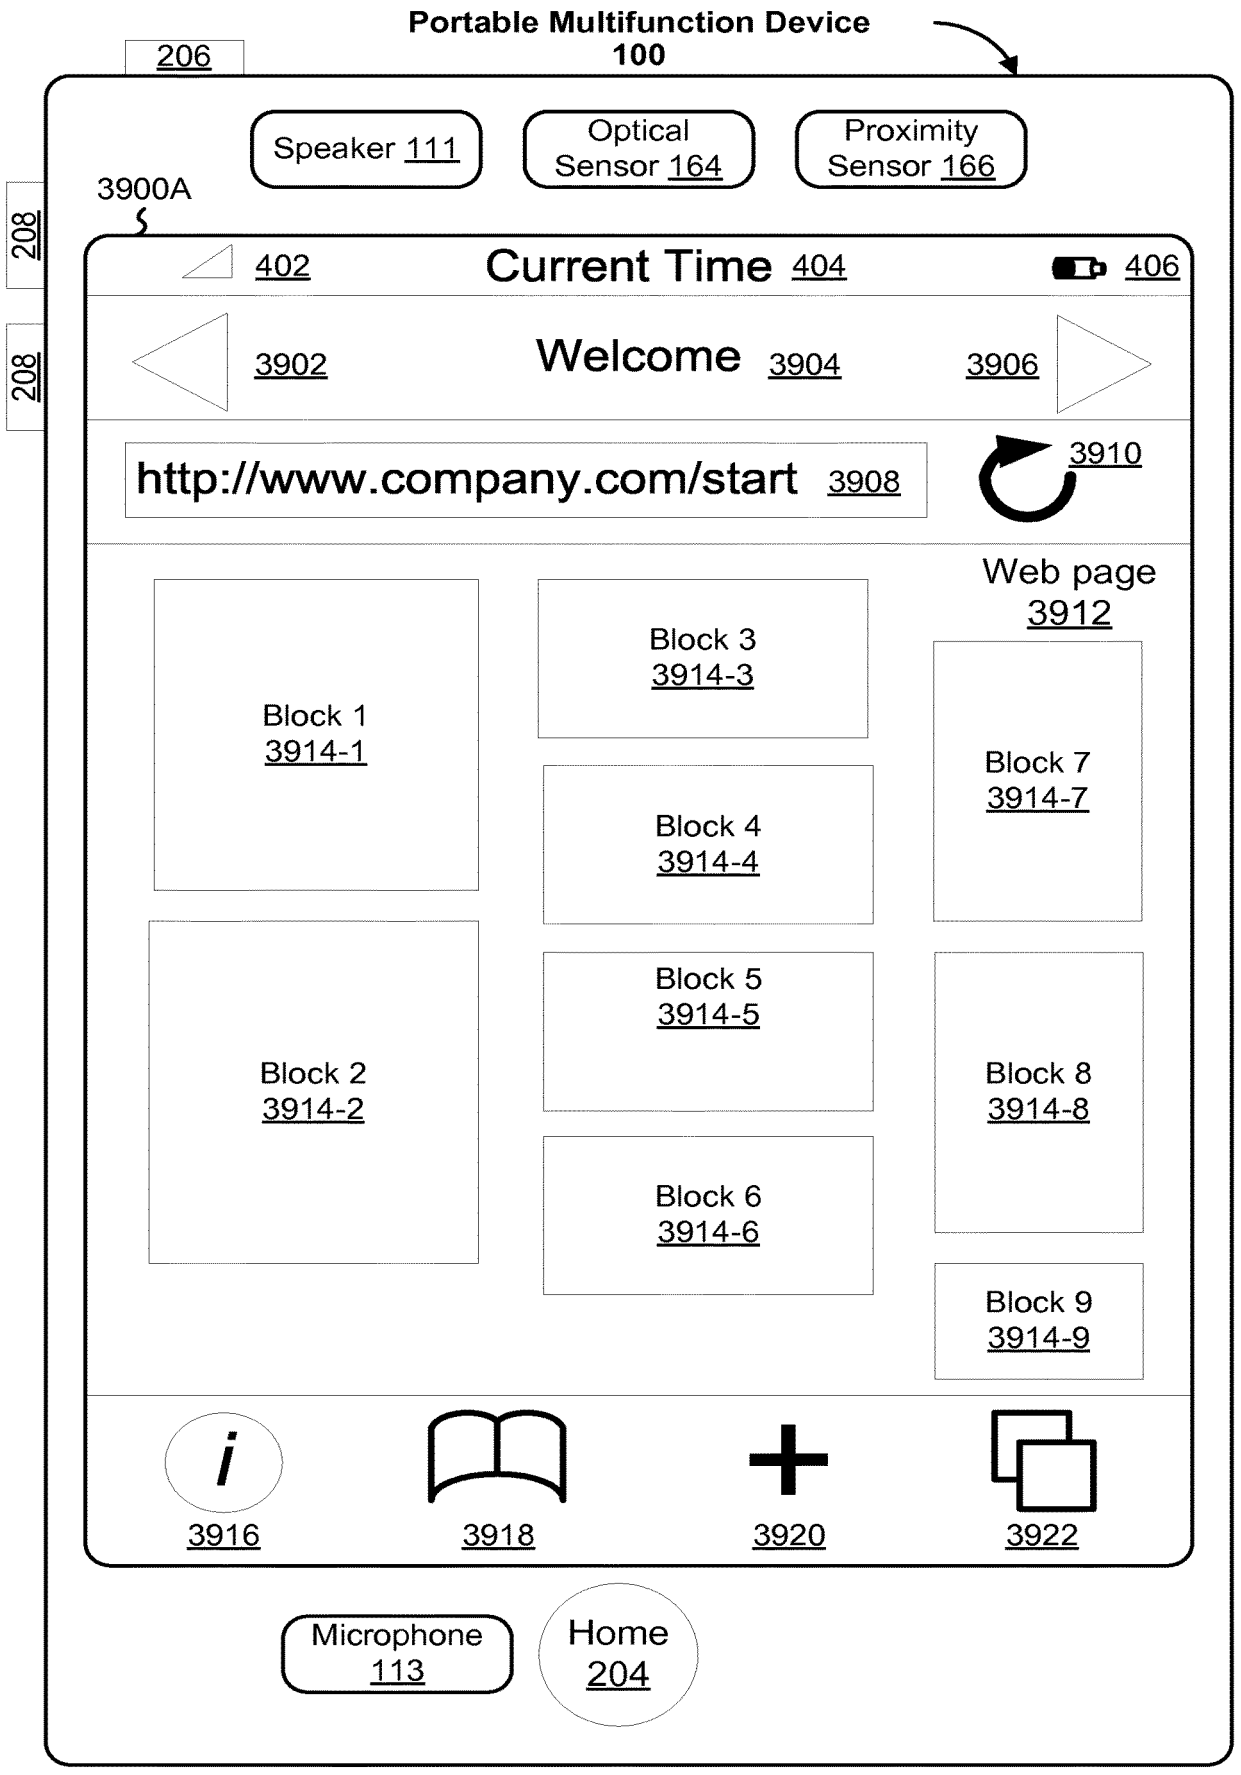 Portable Multifunction Device
100
206
Speaker 111
Optical
Sensor 164
Proximity
Sensor 166
3900A
208
208
402
Current Time 404
406
3902
Welcome 3904
3906
http://www.company.com/start 3908
3910
Web page
3912
Block 1
3914-1
Block 2
3914-2
Block 3
3914-3
Block 4
3914-4
Block 5
3914-5
Block 6
3914-6
Block 7
3914-7
Block 8
3914-8
Block 9
3914-9
i
3916
3918
3920
3922
Microphone
113
Home
204